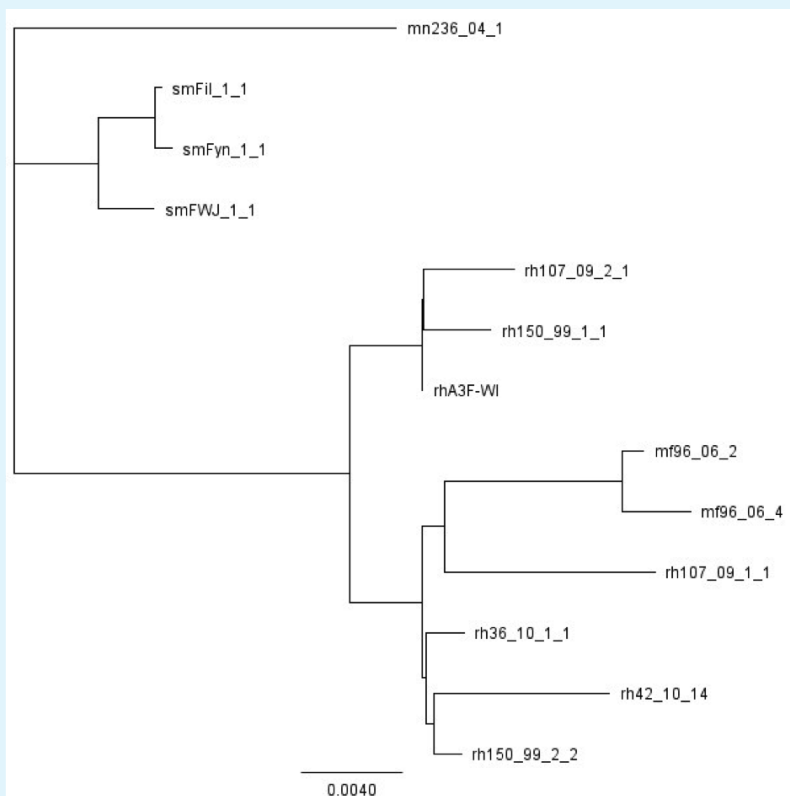 mn236_04_1
smFil_1_1
smFyn_1_1
smFWJ_1_1
rh107_09_2_1
rh150_99_1_1
rhA3F-WI
mf96_06_2
mf96_06_4
rh107_09_1_1
rh36_10_1_1
rh42_10_14
rh150_99_2_2
0.0040